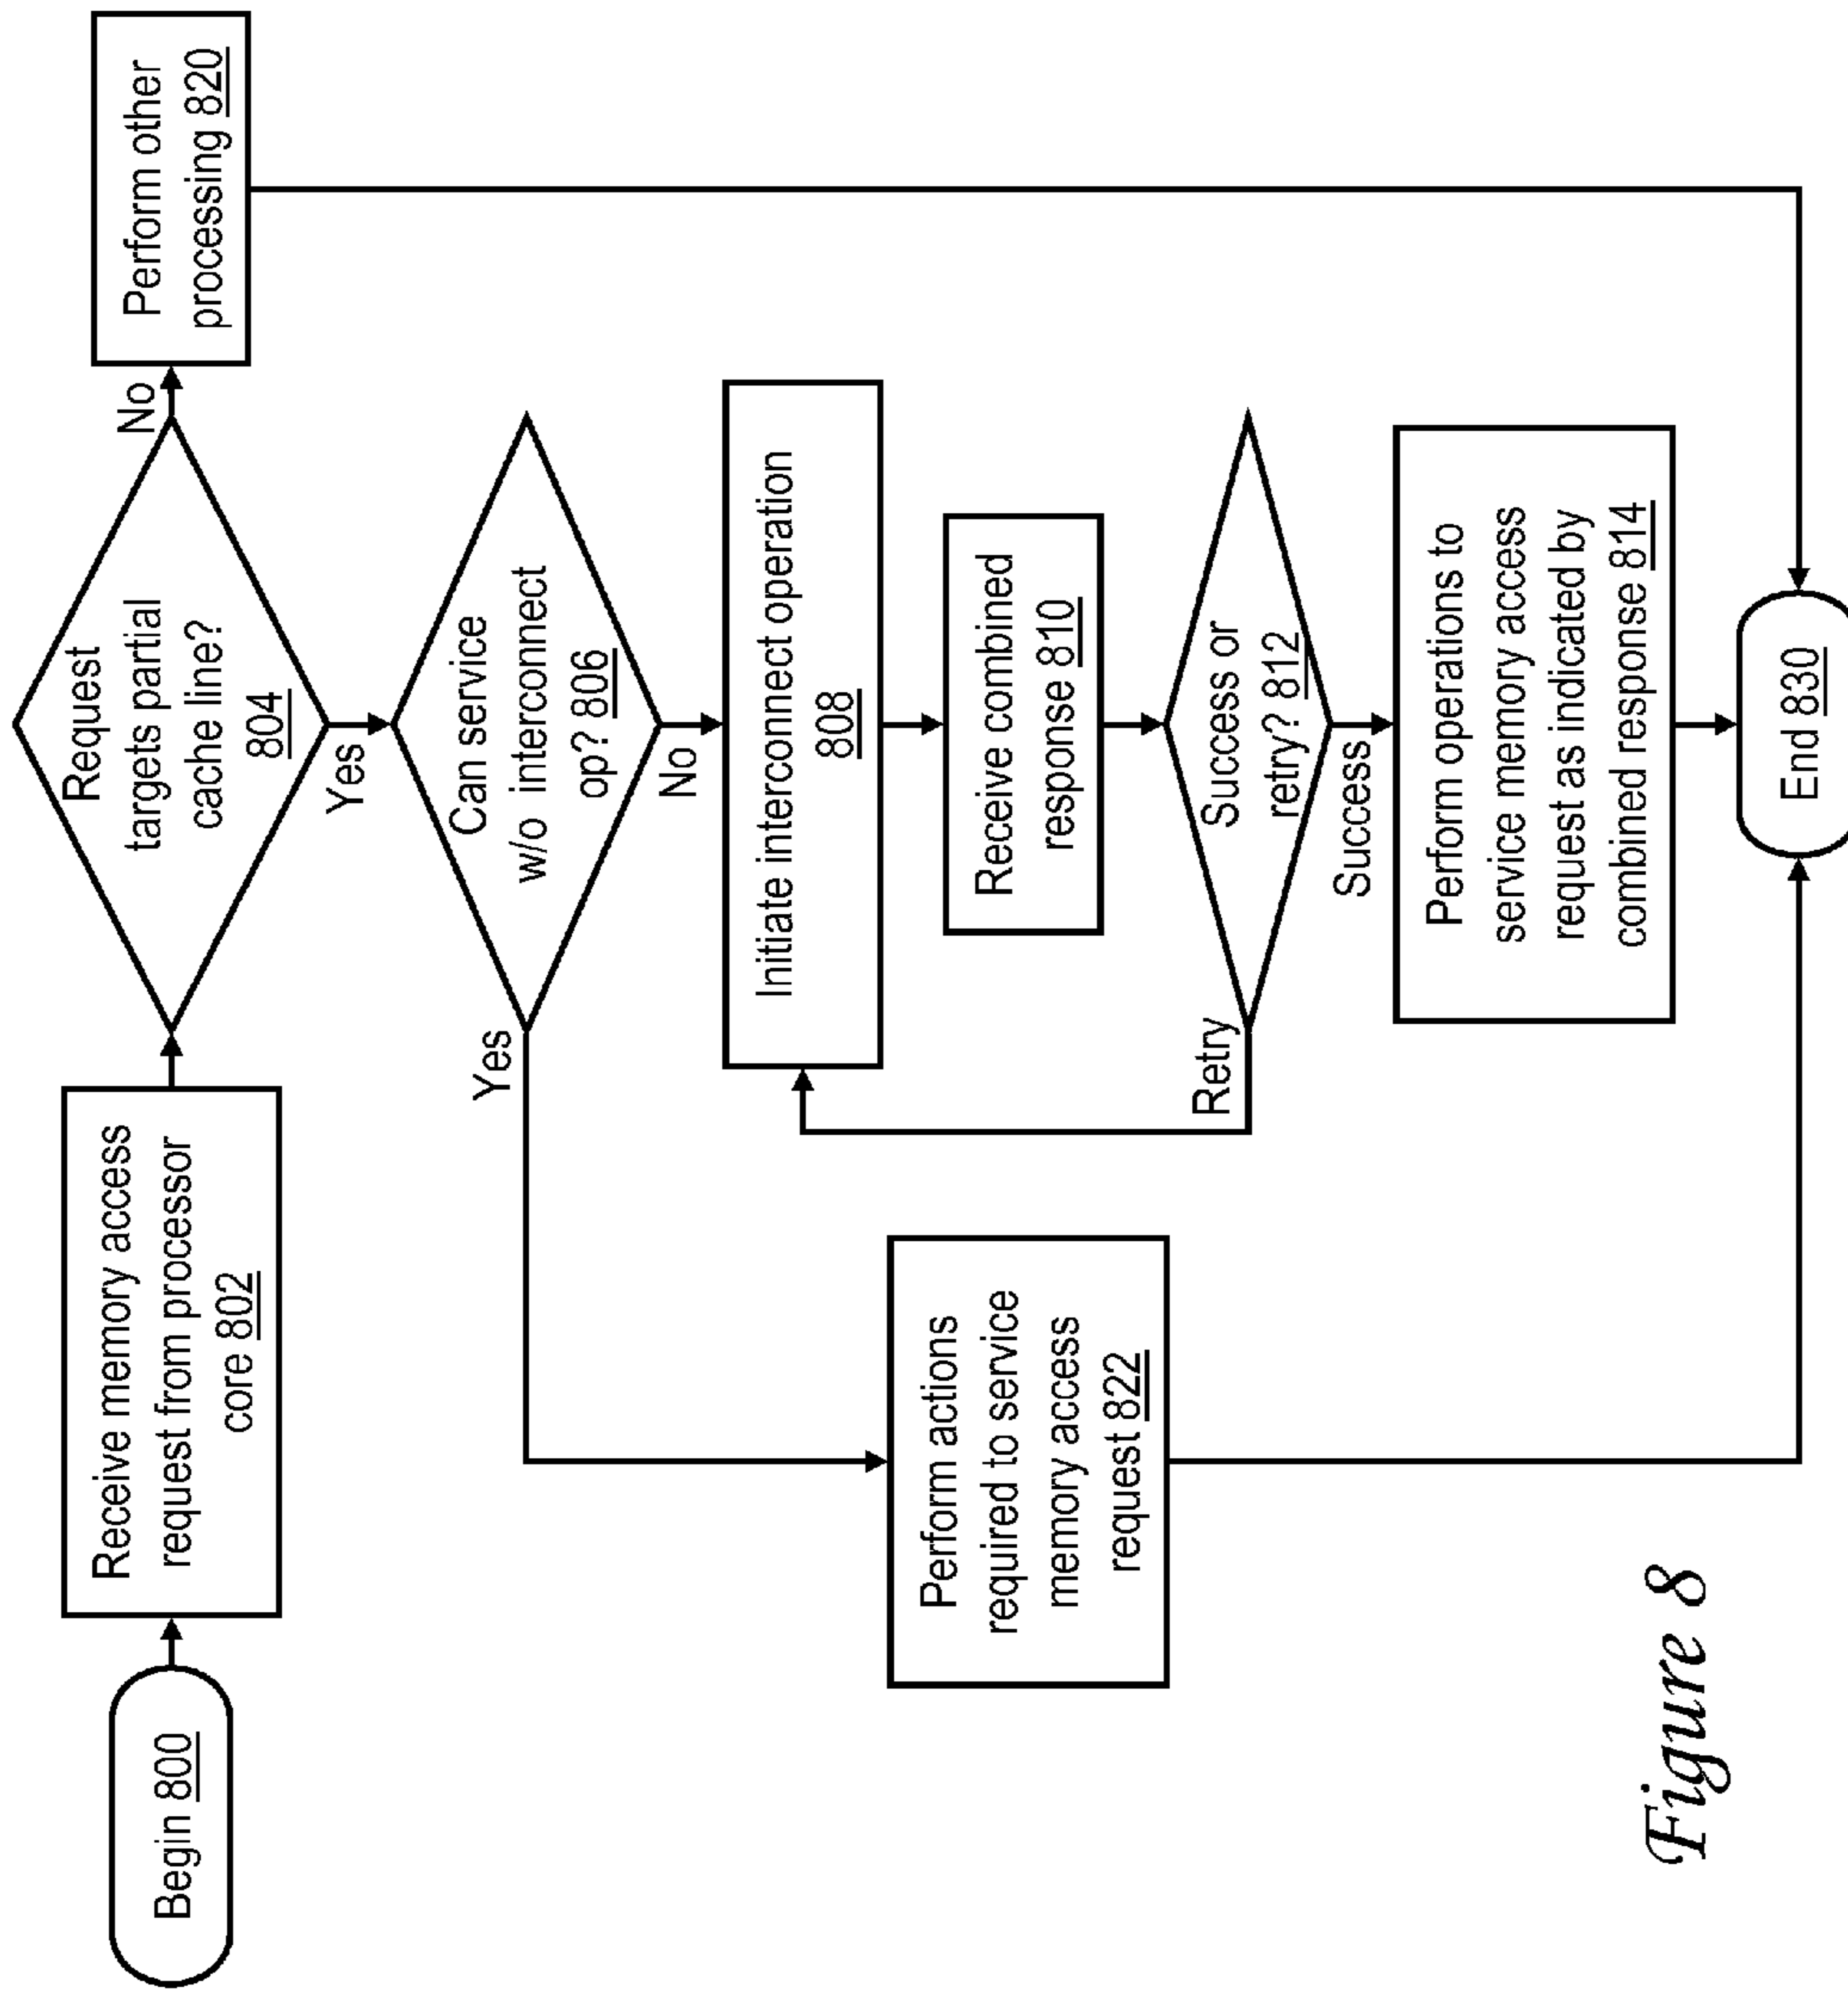 Begin 800
Receive memory access
request from processor
core 802
Request
targets partial
cache line?
804
No
Perform other
processing 820
Yes
Can service
w/o interconnect
op? 806
Yes
No
Initiate interconnect operation
808
Receive combined
response 810
Success or
retry? 812
Retry
Success
Perform operations to
service memory access
request as indicated by
combined response 814
Perform actions
required to service
memory access
request 822
End 830
Figure 8